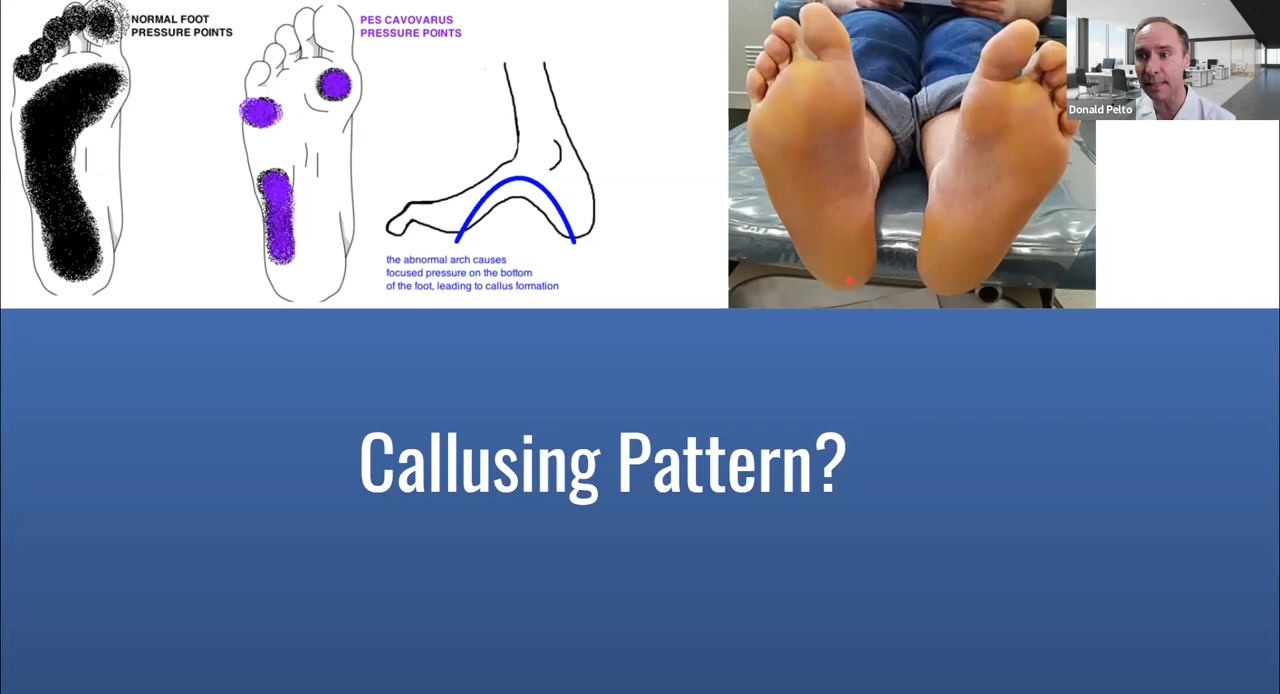 NORMAL FOOT
PRESSURE POINTS
PES CAVOVARUS
PRESSURE POINTS
Donald Pelto
the abnormal arch causes
focused pressure on the bottom
of the foot, leading to callus formation
Callusing Pattern?